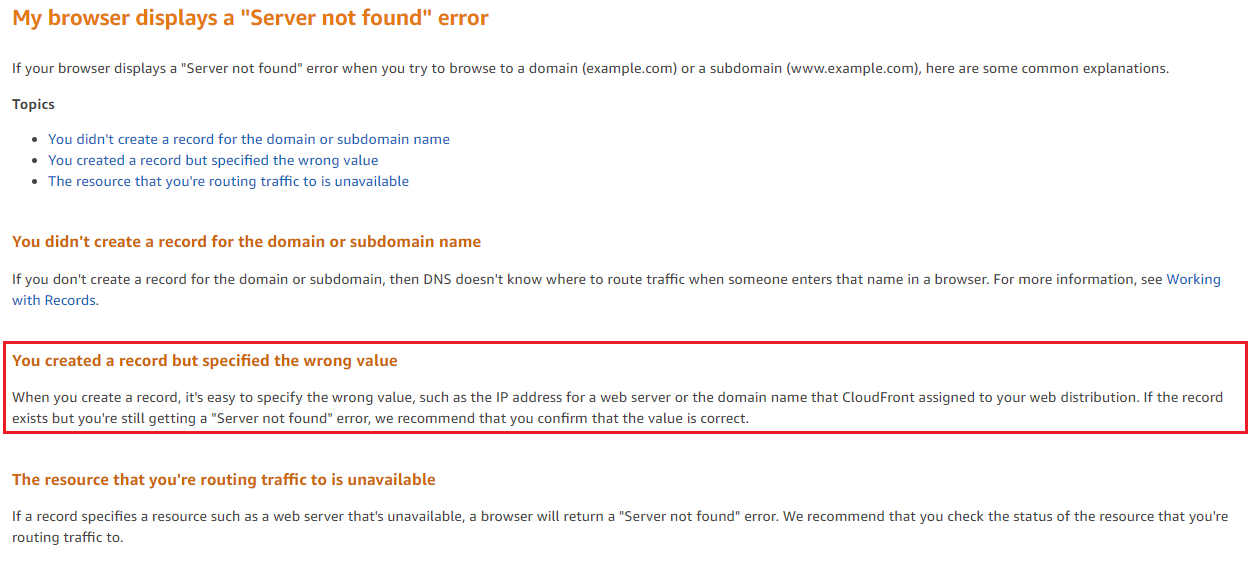 My browser displays a "Server not found" error
If your browser displays a "Server not found" error when you try to browse to a domain (example.com) or a subdomain (www.example.com), here are some common explanations.
Topics
• You didn't create a record for the domain or subdomain name
• You created a record but specified the wrong value
• The resource that you're routing traffic to is unavailable
You didn't create a record for the domain or subdomain name
If you don't create a record for the domain or subdomain, then DNS doesn't know where to route traffic when someone enters that name in a browser. For more information, see Working
with Records.
You created a record but specified the wrong value
When you create a record, it's easy to specify the wrong value, such as the IP address for a web server or the domain name that CloudFront assigned to your web distribution. If the record
exists but you're still getting a "Server not found" error, we recommend that you confirm that the value is correct.
The resource that you're routing traffic to is unavailable
If a record specifies a resource such as a web server that's unavailable, a browser will return a "Server not found" error. We recommend that you check the status of the resource that you're
routing traffic to.